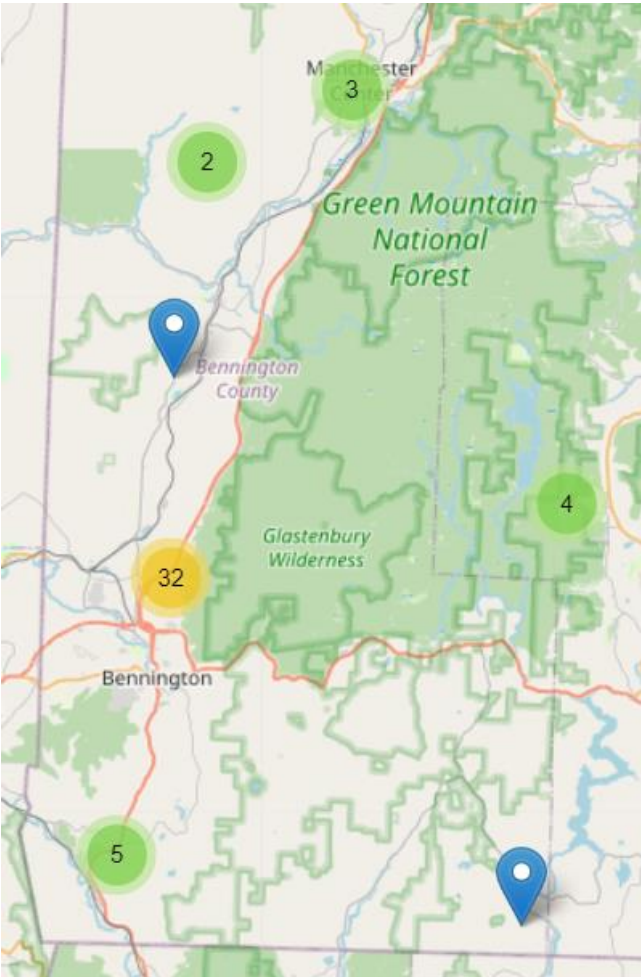 Manchester
Center
3
2
Green Mountain
National
Forest
Bennington
County
4
Glastenbury
Wilderness
32
Bennington
5